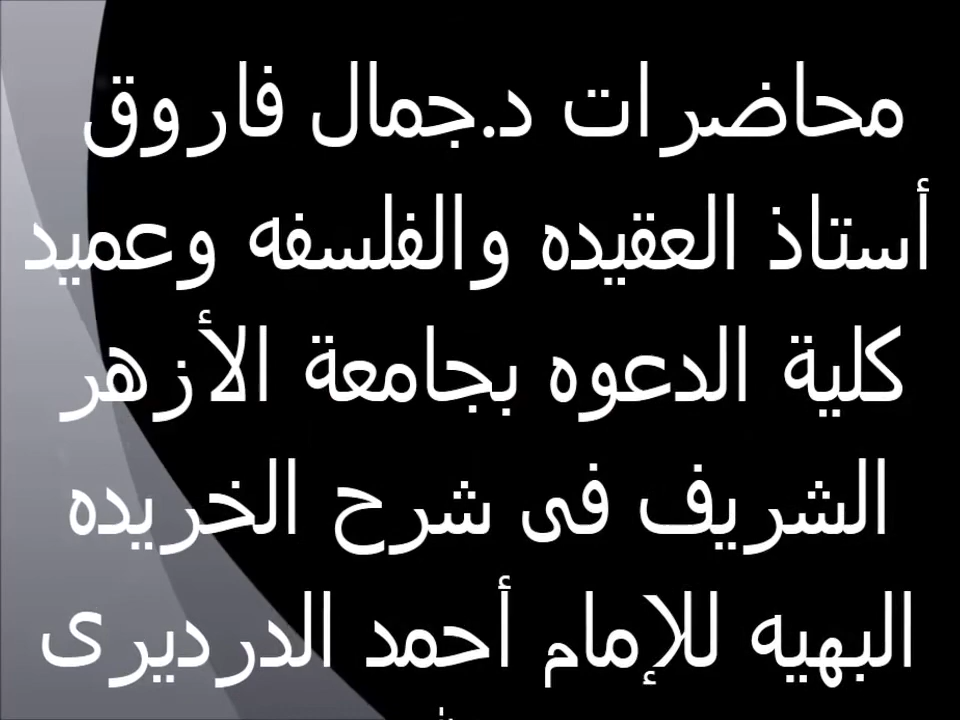 محاضرات د.جمال فاروق
أستاذ العقيده والفلسفه وعميد
كلية الدعوه بجامعة الأزهر
الشريف فى شرح الخريده
البهيه للإمام أحمد الدرديرى